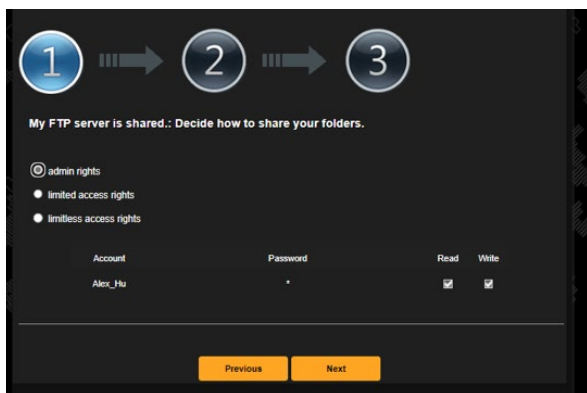 1 2 3
My FTP server is shared.: Decide how to share your folders.
admin rights
limited access rights
limitless access rights
Account Password Read Write
Alex_Hu *
Previous Next